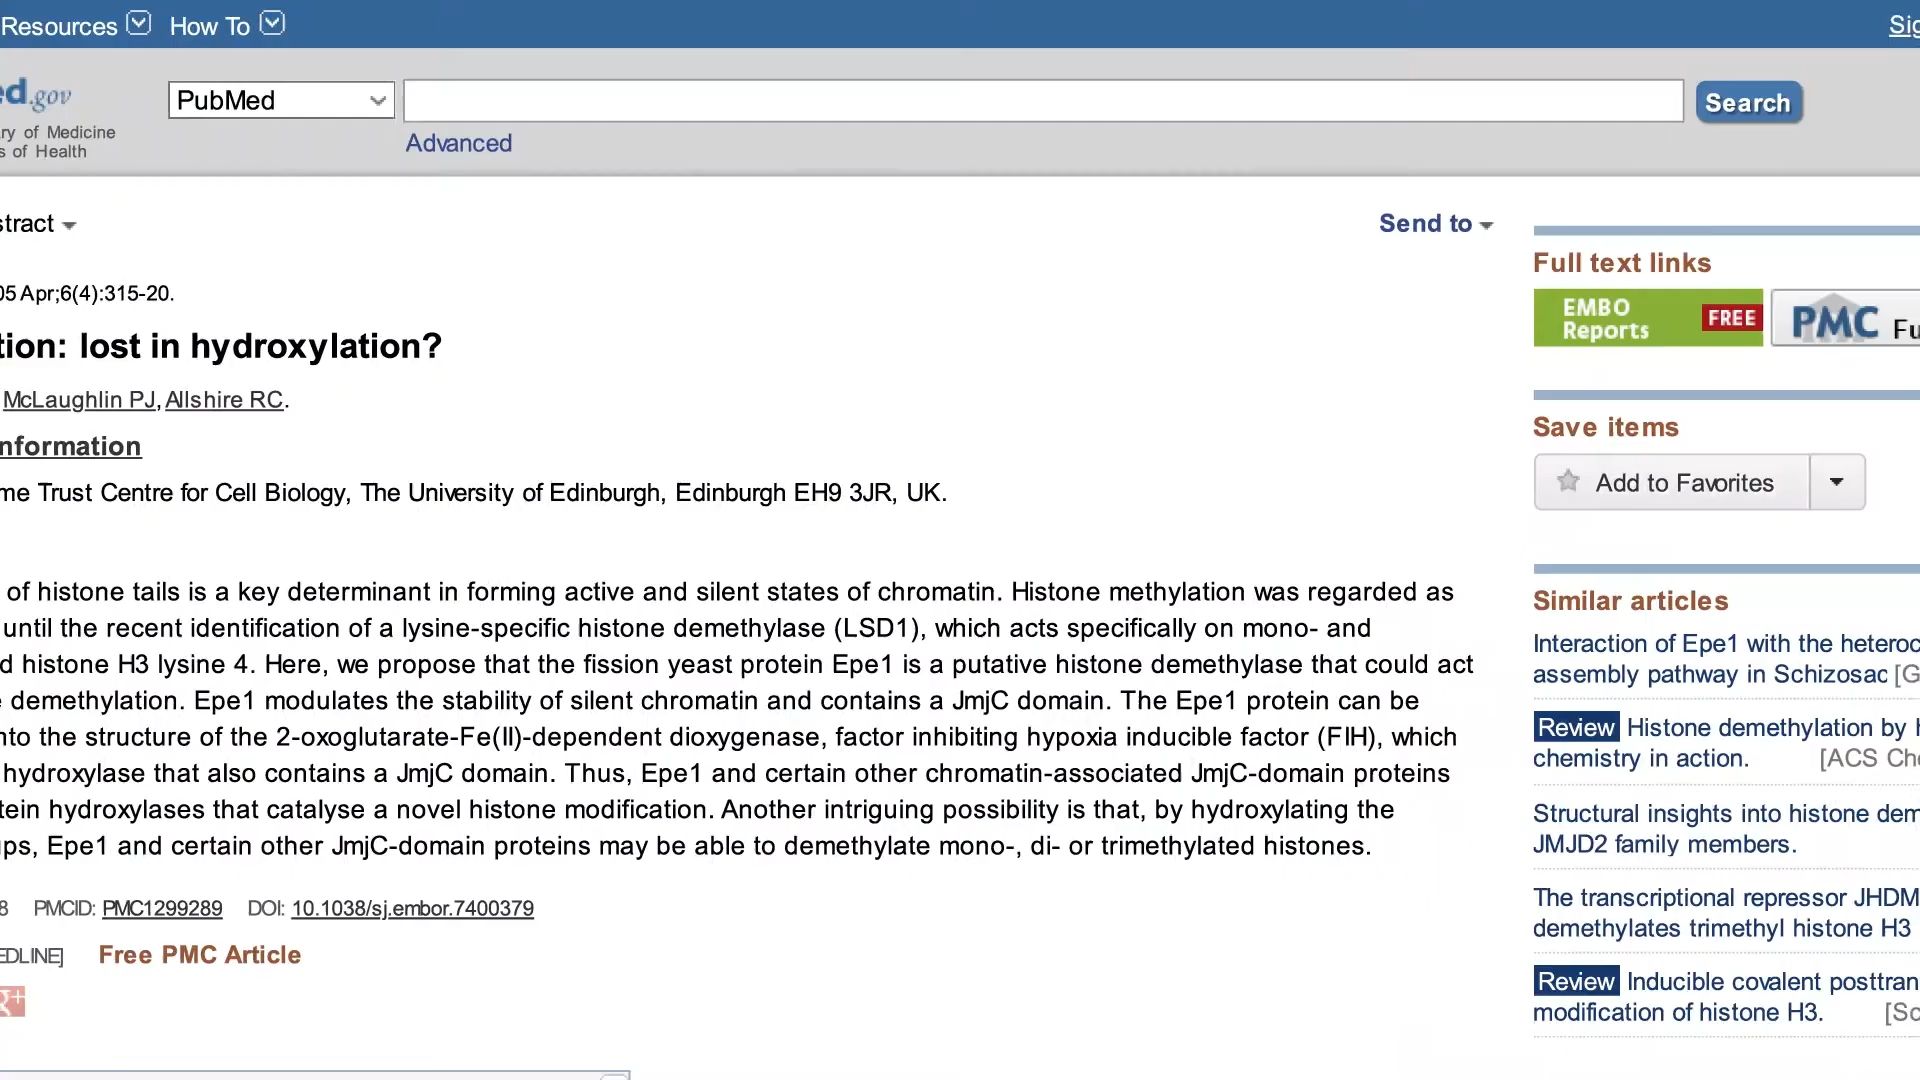 Resources How To
ed.gov
PubMed
Search
ry of Medicine
s of Health
Advanced
stract
Send to
05 Apr;6(4):315-20.
tion: lost in hydroxylation?
McLaughlin PJ, Allshire RC.
nformation
me Trust Centre for Cell Biology, The University of Edinburgh, Edinburgh EH9 3JR, UK.
of histone tails is a key determinant in forming active and silent states of chromatin. Histone methylation was regarded as
until the recent identification of a lysine-specific histone demethylase (LSD1), which acts specifically on mono- and
d histone H3 lysine 4. Here, we propose that the fission yeast protein Epe1 is a putative histone demethylase that could act
e demethylation. Epe1 modulates the stability of silent chromatin and contains a JmjC domain. The Epe1 protein can be
nto the structure of the 2-oxoglutarate-Fe(II)-dependent dioxygenase, factor inhibiting hypoxia inducible factor (FIH), which
hydroxylase that also contains a JmjC domain. Thus, Epe1 and certain other chromatin-associated JmjC-domain proteins
tein hydroxylases that catalyse a novel histone modification. Another intriguing possibility is that, by hydroxylating the
ups, Epe1 and certain other JmjC-domain proteins may be able to demethylate mono-, di- or trimethylated histones.
8 PMCID: PMC1299289 DOI: 10.1038/sj.embor.7400379
EDLINE] Free PMC Article
g+
Sig
Full text links
EMBO
Reports
FREE
PMC Fu
Save items
Add to Favorites
Similar articles
Interaction of Epe1 with the heteroc
assembly pathway in Schizosac [G
Review Histone demethylation by h
chemistry in action. [ACS Che
Structural insights into histone dem
JMJD2 family members.
The transcriptional repressor JHDM
demethylates trimethyl histone H3
Review Inducible covalent posttran
modification of histone H3. [Sc